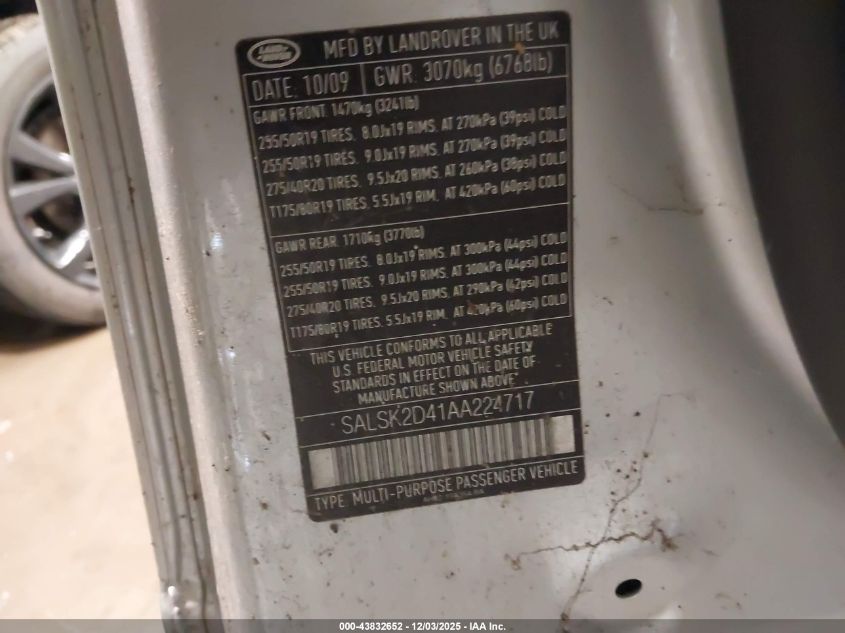 LAND ROVER
MFD BY LANDROVER IN THE UK
DATE: 10/09 GWR: 3070kg (6768lb)
GAWR FRONT 1470kg (3241lb)
255/50R19 TIRES, 8.0Jx19 RIMS, AT 270kPa (39psi) COLD
255/50R19 TIRES, 9.0Jx19 RIMS, AT 270kPa (39psi) COLD
275/40R20 TIRES, 9.5Jx20 RIMS, AT 260kPa (38psi) COLD
T175/80R19 TIRES, 5.5Jx19 RIM, AT 420kPa (60psi) COLD
GAWR REAR 1710kg (3770lb)
255/50R19 TIRES, 8.0Jx19 RIMS, AT 300kPa (44psi) COLD
255/50R19 TIRES, 9.0Jx19 RIMS, AT 300kPa (44psi) COLD
275/40R20 TIRES, 9.5Jx20 RIMS, AT 290kPa (42psi) COLD
T175/80R19 TIRES, 5.5Jx19 RIM, AT 420kPa (60psi) COLD
THIS VEHICLE CONFORMS TO ALL APPLICABLE
U.S. FEDERAL MOTOR VEHICLE SAFETY
STANDARDS IN EFFECT ON THE DATE OF
MANUFACTURE SHOWN ABOVE
SALSK2D41AA224717
TYPE: MULTI-PURPOSE PASSENGER VEHICLE
000-43832652 - 12/03/2025 - IAA Inc.